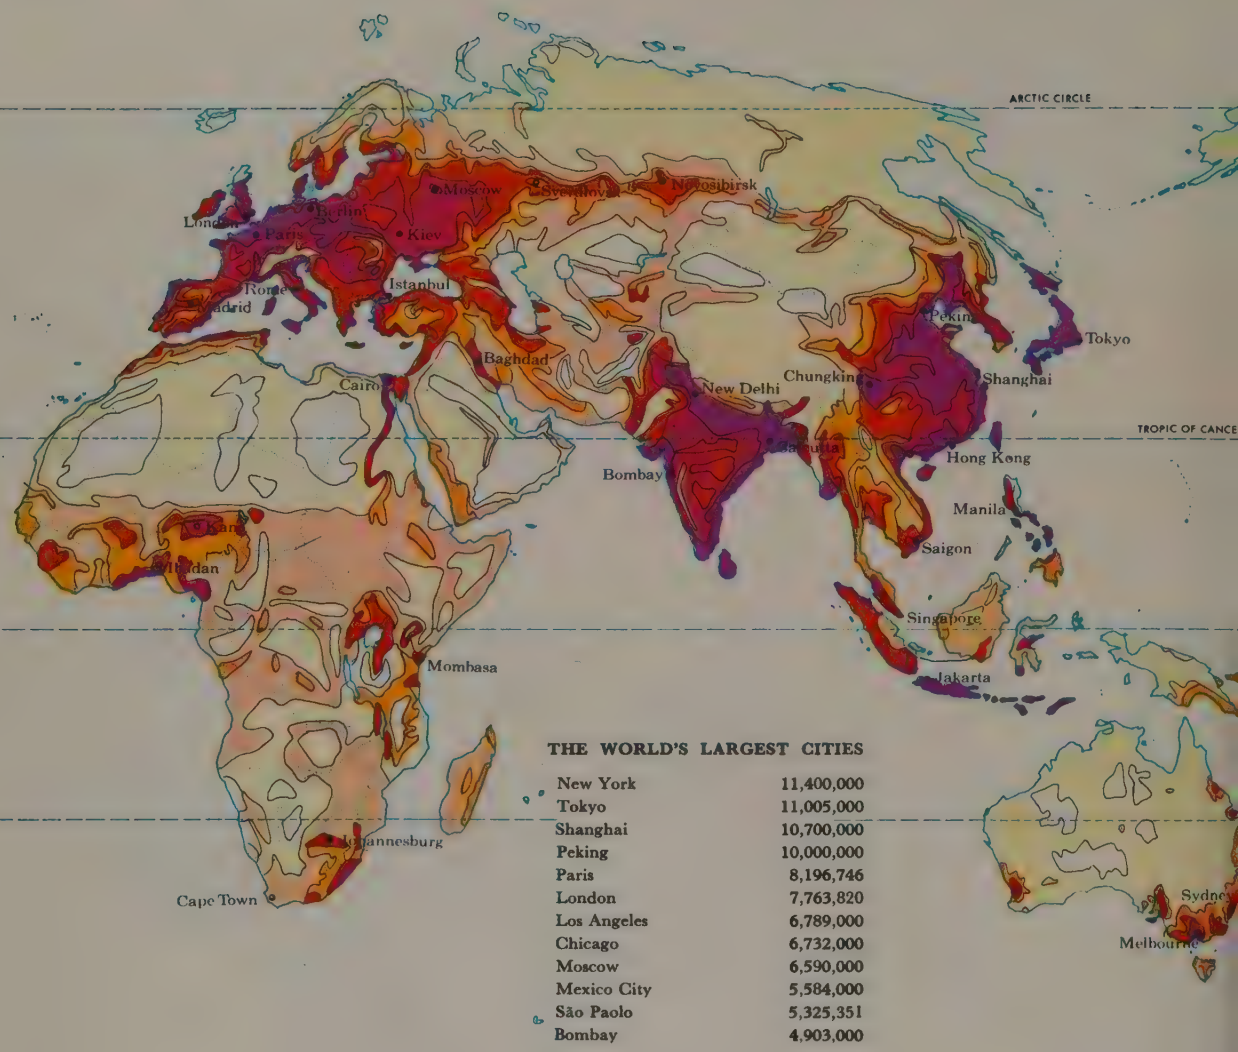 ARCTIC CIRCLE
Moscow
Sverdlovsk
Novosibirsk
London
Berlin
Paris
Kiev
Rome
Istanbul
Madrid
Peking
Tokyo
Baghdad
Cairo
New Delhi
Chungking
Shanghai
TROPIC OF CANCE
Calcutta
Hong Kong
Bombay
Manila
Kano
Saigon
Ibadan
Singapore
Mombasa
Jakarta
Johannesburg
Cape Town
Sydney
Melbourne
THE WORLD'S LARGEST CITIES
New York 11,400,000
Tokyo 11,005,000
Shanghai 10,700,000
Peking 10,000,000
Paris 8,196,746
London 7,763,820
Los Angeles 6,789,000
Chicago 6,732,000
Moscow 6,590,000
Mexico City 5,584,000
São Paolo 5,325,351
Bombay 4,903,000